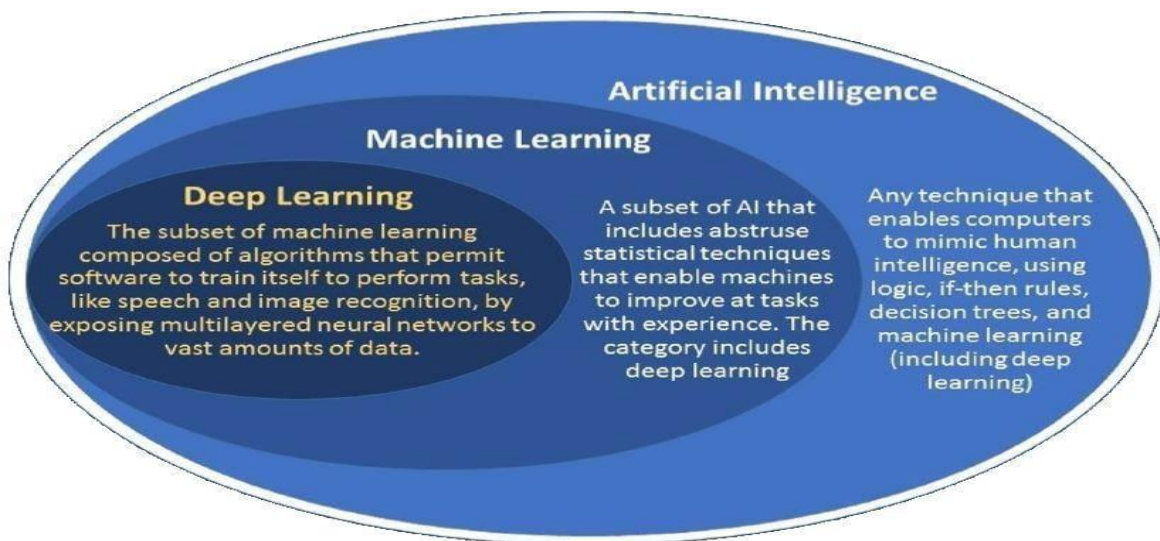 Artificial Intelligence
Machine Learning
Deep Learning
The subset of machine learning
composed of algorithms that permit
software to train itself to perform tasks,
like speech and image recognition, by
exposing multilayered neural networks to
vast amounts of data.
A subset of AI that
includes abstruse
statistical techniques
that enable machines
to improve at tasks
with experience. The
category includes
deep learning
Any technique that
enables computers
to mimic human
intelligence, using
logic, if-then rules,
decision trees, and
machine learning
(including deep
learning)